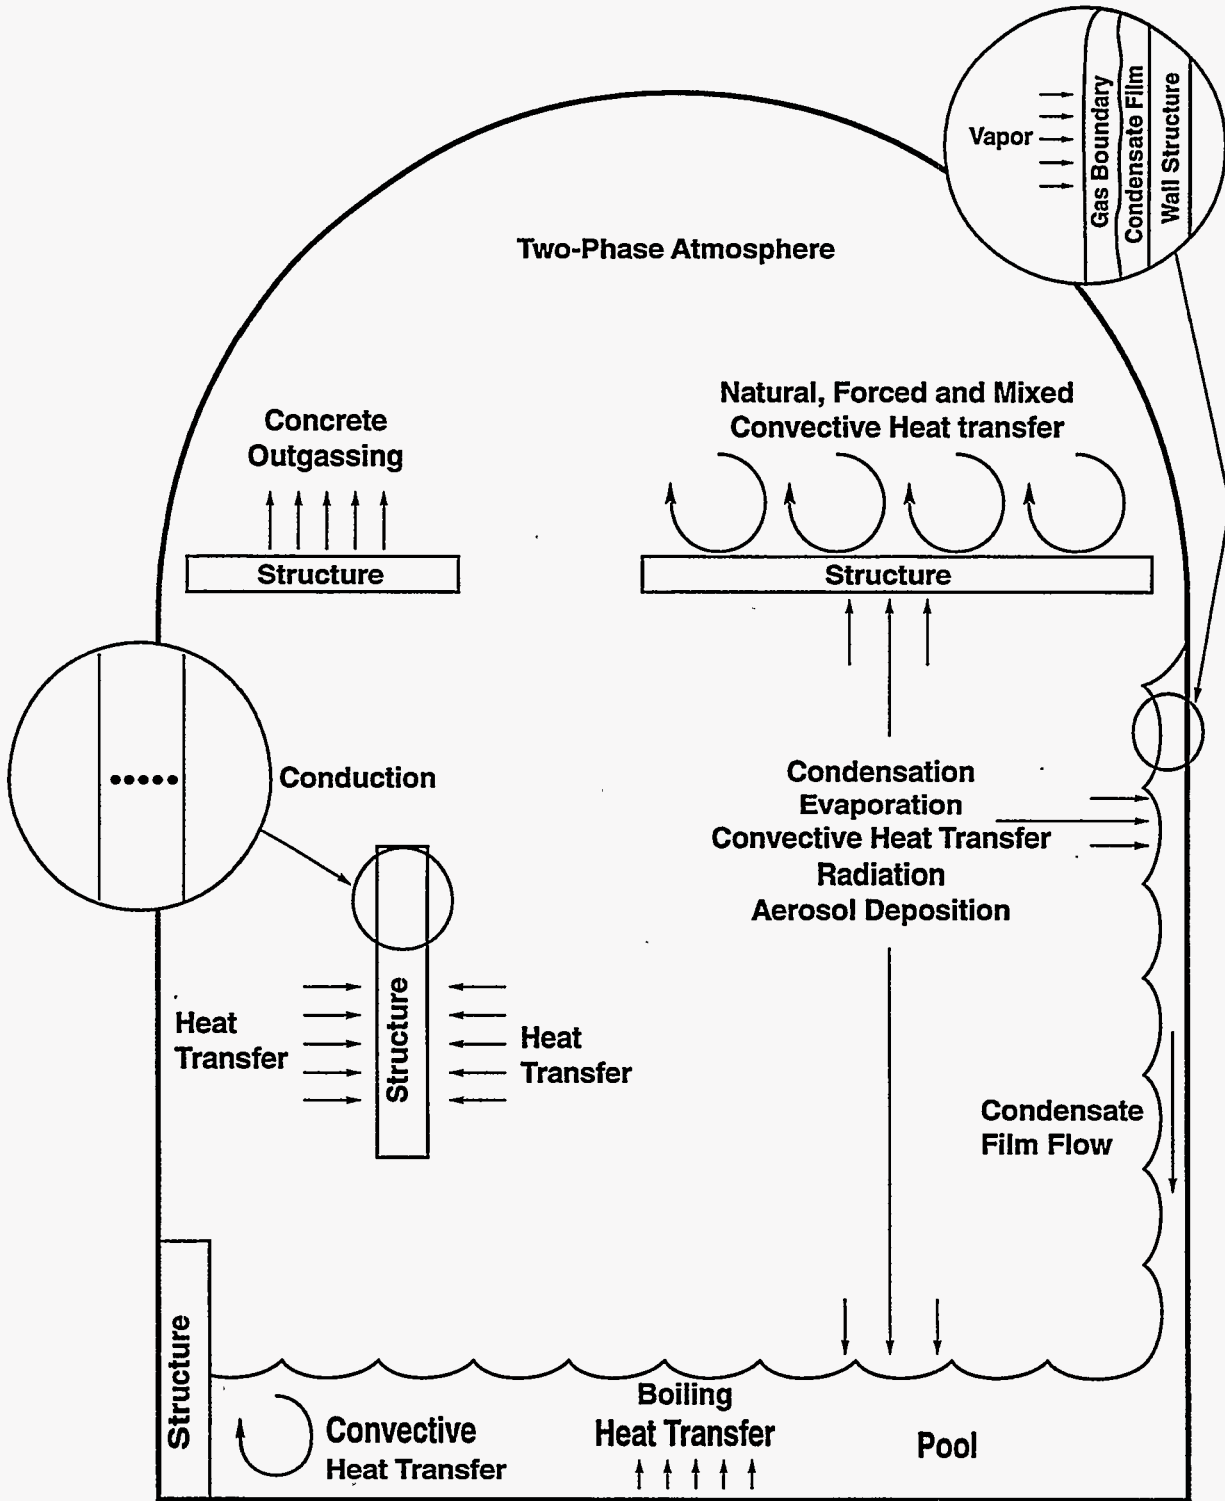 Vapor
Gas Boundary
Condensate Film
Wall Structure
Two-Phase Atmosphere
Natural, Forced and Mixed
Convective Heat transfer
Concrete
Outgassing
Structure
Structure
Conduction
Condensation
Evaporation
Convective Heat Transfer
Radiation
Aerosol Deposition
Heat
Transfer
Structure
Heat
Transfer
Condensate
Film Flow
Structure
Convective
Heat Transfer
Boiling
Heat Transfer
Pool